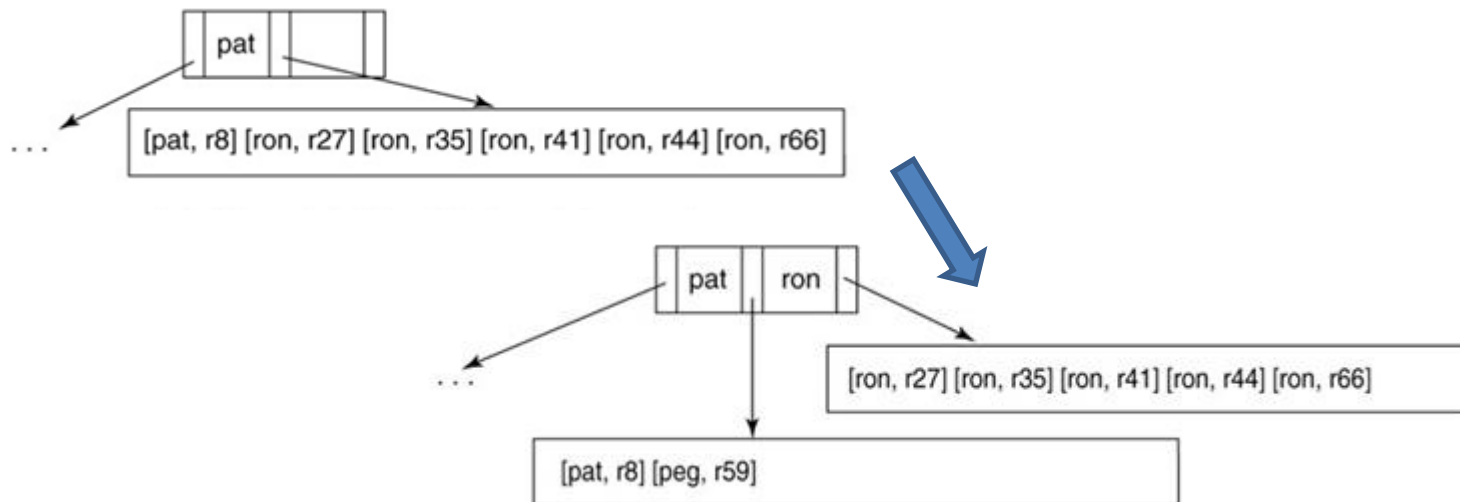 pat
. . .
[pat, r8] [ron, r27] [ron, r35] [ron, r41] [ron, r44] [ron, r66]
pat ron
. . .
[ron, r27] [ron, r35] [ron, r41] [ron, r44] [ron, r66]
[pat, r8] [peg, r59]